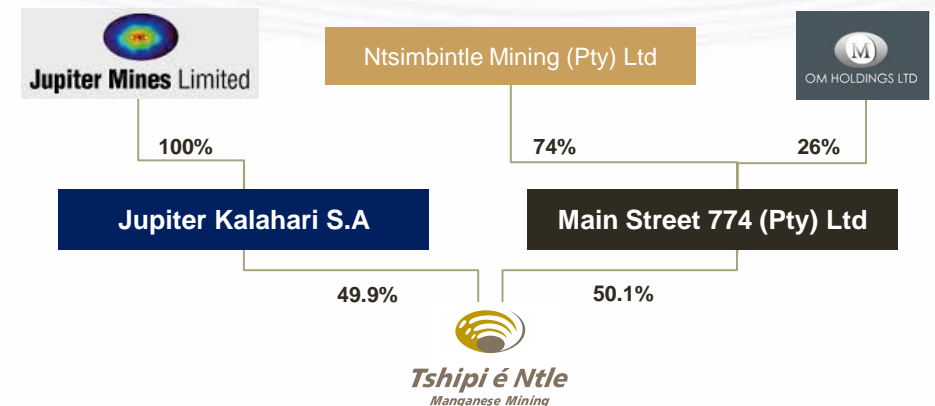 Jupiter Mines Limited
Ntsimbintle Mining (Pty) Ltd
M
OM HOLDINGS LTD
100%
74%
26%
Jupiter Kalahari S.A
Main Street 774 (Pty) Ltd
49.9%
50.1%
Tshipi é Ntle
Manganese Mining